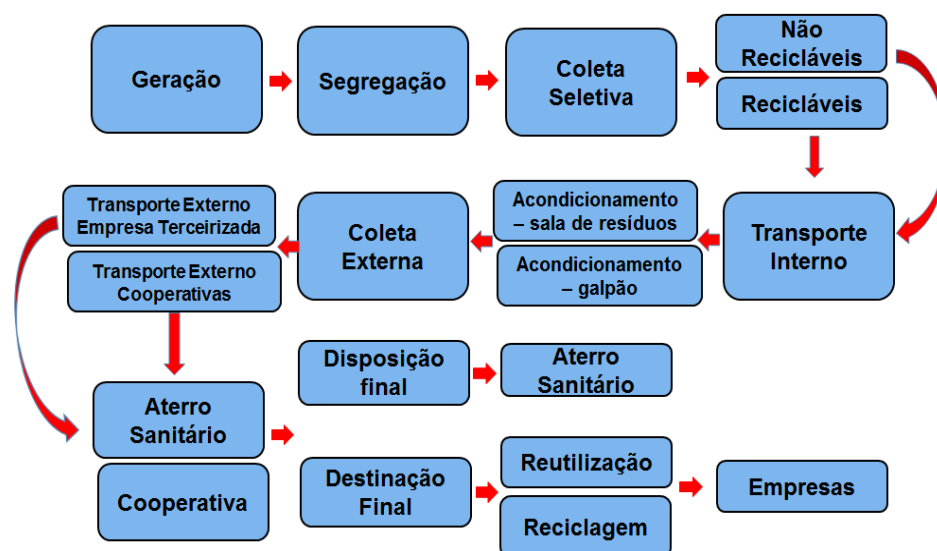 Geração
Segregação
Coleta
Seletiva
Não
Recicláveis
Recicláveis
Transporte Externo
Empresa Terceirizada
Transporte Externo
Cooperativas
Coleta
Externa
Acondicionamento
– sala de resíduos
Acondicionamento
– galpão
Transporte
Interno
Aterro
Sanitário
Cooperativa
Disposição
final
Aterro
Sanitário
Destinação
Final
Reutilização
Reciclagem
Empresas